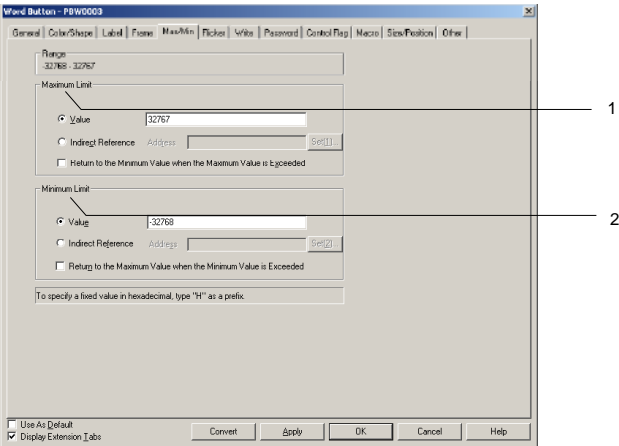 Word Button - PBW0003
General Color/Shape Label Frame Max/Min Flicker Write Password Control Flag Macro Size/Position Other
Range
-32768 - 32767
Maximum Limit
1
Value 32767
Indirect Reference Address Set[1]...
Return to the Minimum Value when the Maximum Value is Exceeded
Minimum Limit
2
Value -32768
Indirect Reference Address Set[2]...
Return to the Maximum Value when the Minimum Value is Exceeded
To specify a fixed value in hexadecimal, type "H" as a prefix.
Use As Default
Display Extension Tabs
Convert Apply OK Cancel Help